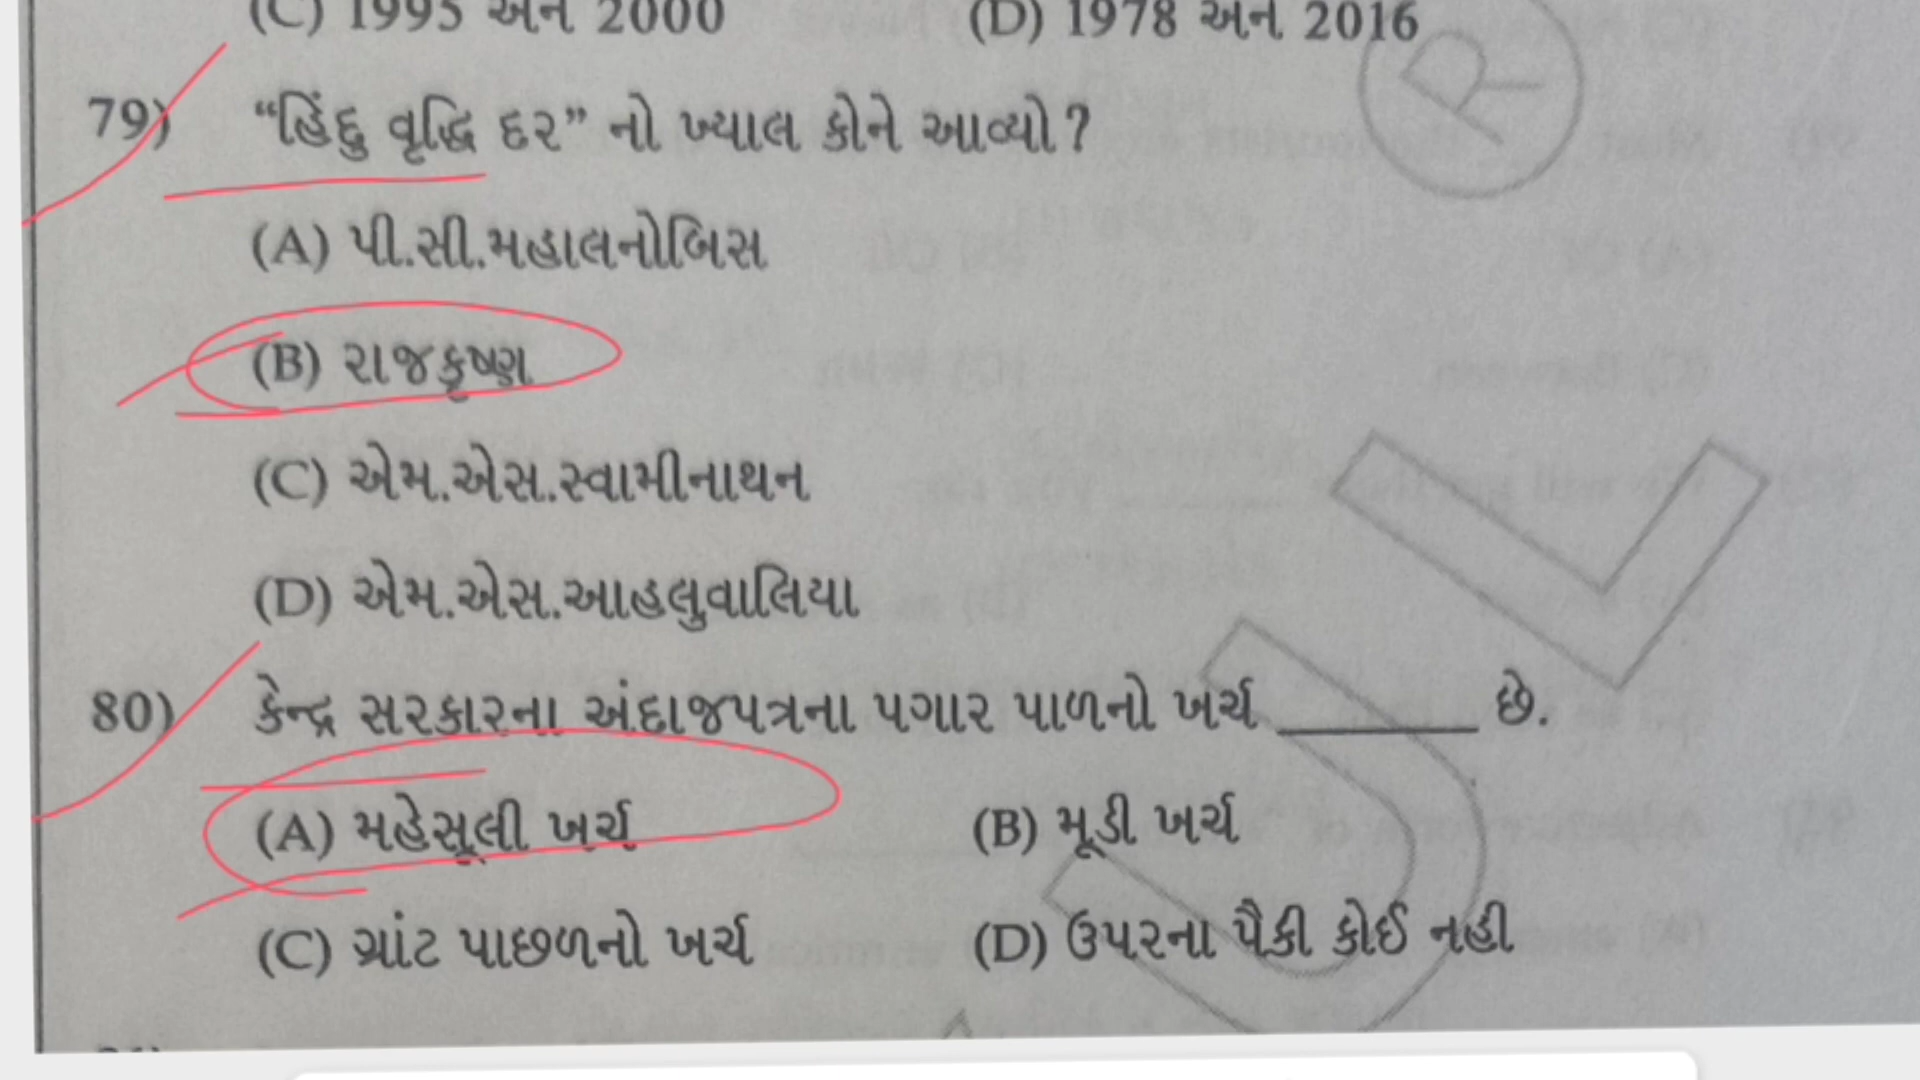 (C) 1995 અને 2000 (D) 1978 અને 2016
79) “હિંદુ વૃદ્ધિ દર” નો ખ્યાલ કોને આવ્યો?
(A) પી.સી.મહાલનોબિસ
(B) રાજકૃષ્ણ
(C) એમ.એસ.સ્વામીનાથન
(D) એમ.એસ.આહલુવાલિયા
80) કેન્દ્ર સરકારના અંદાજપત્રના પગાર પાળનો ખર્ચ ________ છે.
(A) મહેસૂલી ખર્ચ (B) મૂડી ખર્ચ
(C) ગ્રાંટ પાછળનો ખર્ચ (D) ઉપરના પૈકી કોઈ નહી